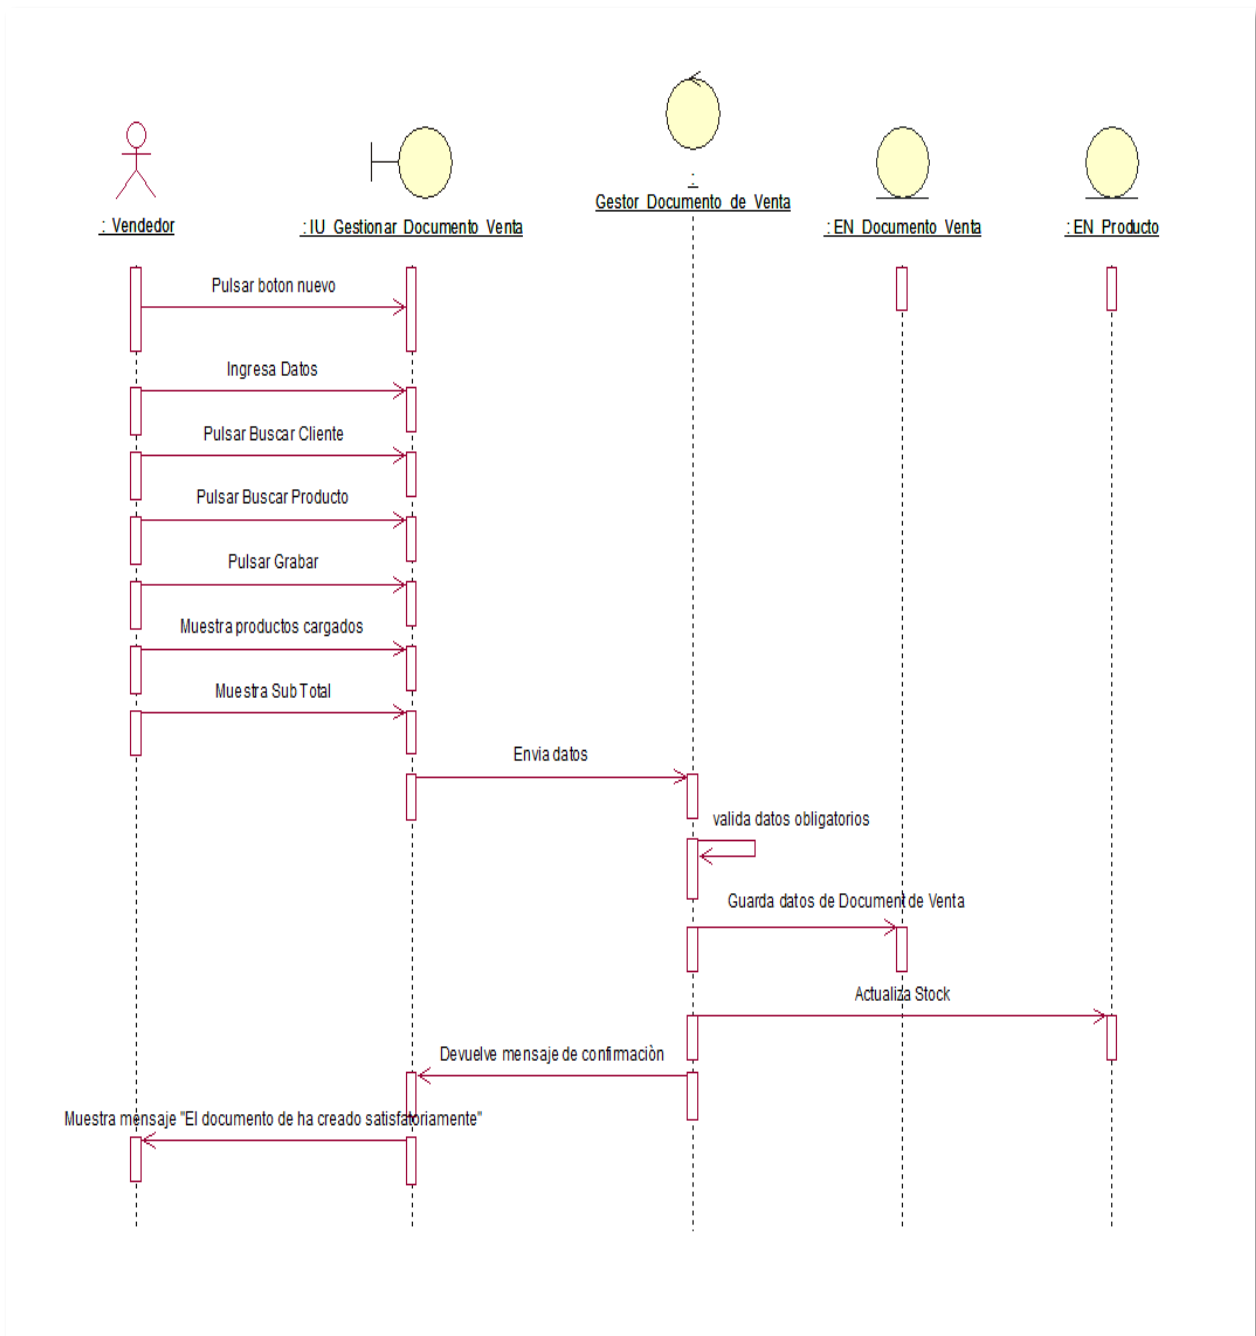 :
Gestor_Documento_de_Venta
: Vendedor
: IU_Gestionar_Documento_Venta
: EN_Documento_Venta
: EN_Producto
Pulsar boton nuevo
Ingresa Datos
Pulsar Buscar Cliente
Pulsar Buscar Producto
Pulsar Grabar
Muestra productos cargados
Muestra Sub Total
Envia datos
valida datos obligatorios
Guarda datos de Document de Venta
Actualiza Stock
Devuelve mensaje de confirmaciòn
Muestra mensaje "El documento de ha creado satisfatoriamente"